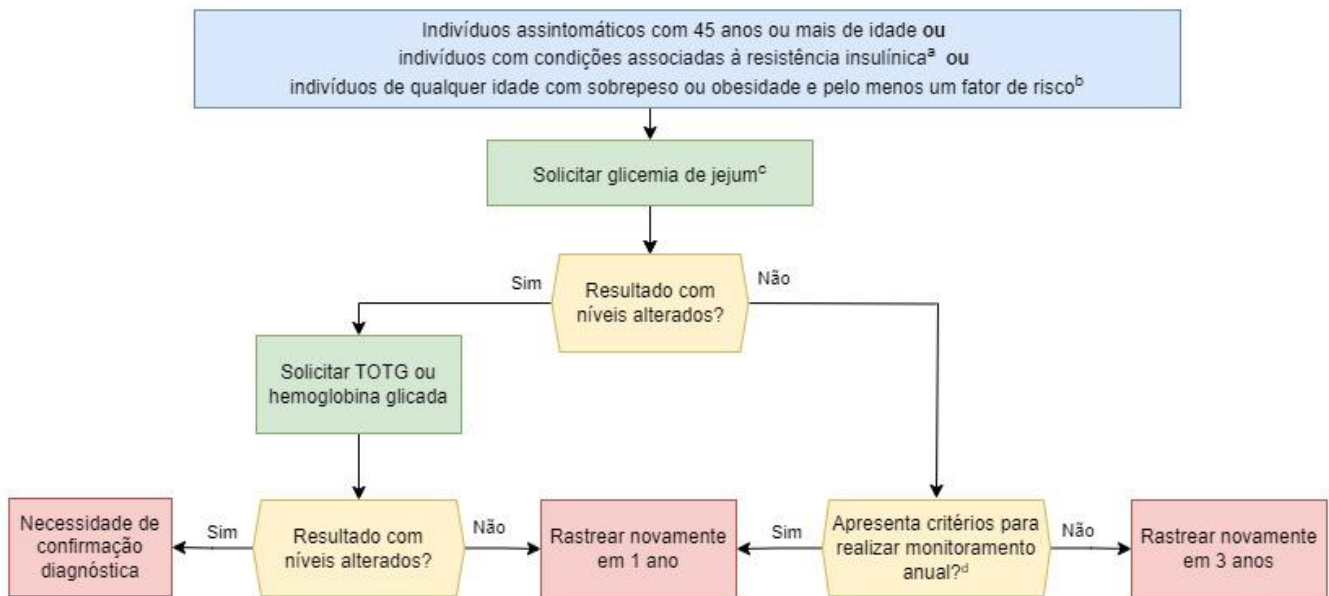 Indivíduos assintomáticos com 45 anos ou mais de idade ou
indivíduos com condições associadas à resistência insulínicaª ou
indivíduos de qualquer idade com sobrepeso ou obesidade e pelo menos um fator de riscoᵇ
Solicitar glicemia de jejumᶜ
Sim
Resultado com
níveis alterados?
Não
Solicitar TOTG ou
hemoglobina glicada
Necessidade de
confirmação
diagnóstica
Sim
Resultado com
níveis alterados?
Não
Rastrear novamente
em 1 ano
Sim
Apresenta critérios para
realizar monitoramento
anual?ᵈ
Não
Rastrear novamente
em 3 anos